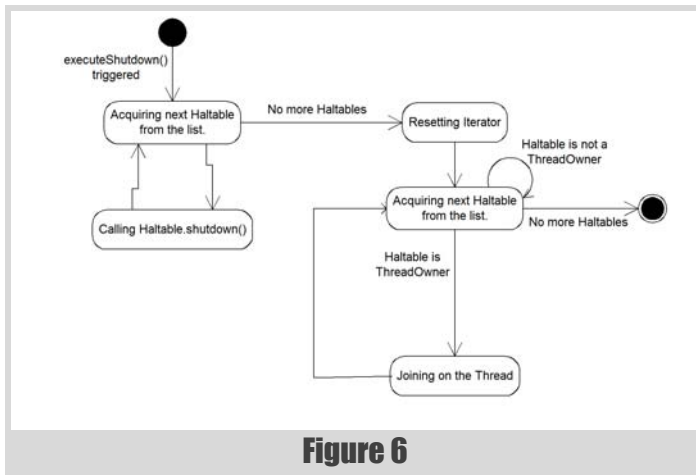 executeShutdown()
triggered
Acquiring next Haltable
from the list.
No more Haltables
Resetting Iterator
Haltable is not a
ThreadOwner
Calling Haltable.shutdown()
Acquiring next Haltable
from the list.
No more Haltables
Haltable is
ThreadOwner
Joining on the Thread
Figure 6